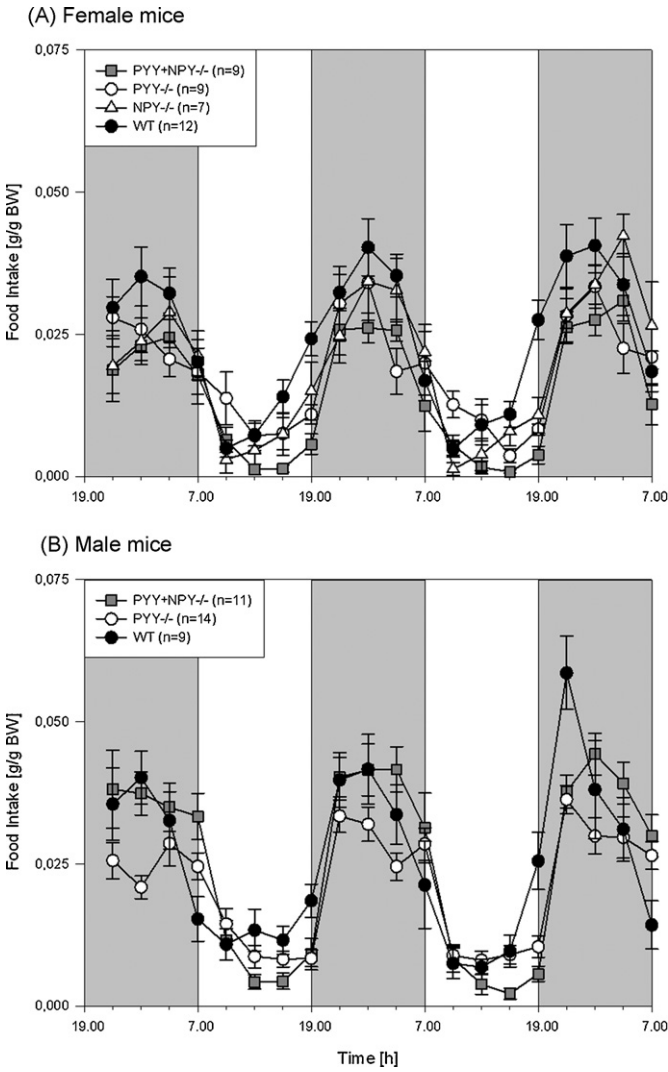 (A) Female mice
0,075
PYY+NPY-/- (n=9)
PYY-/- (n=9)
NPY-/- (n=7)
WT (n=12)
0,050
Food Intake [g/g BW]
0,025
0,000
19.00 7.00 19.00 7.00 19.00 7.00
(B) Male mice
0,075
PYY+NPY-/- (n=11)
PYY-/- (n=14)
WT (n=9)
0,050
Food Intake [g/g BW]
0,025
0,000
19.00 7.00 19.00 7.00 19.00 7.00
Time [h]